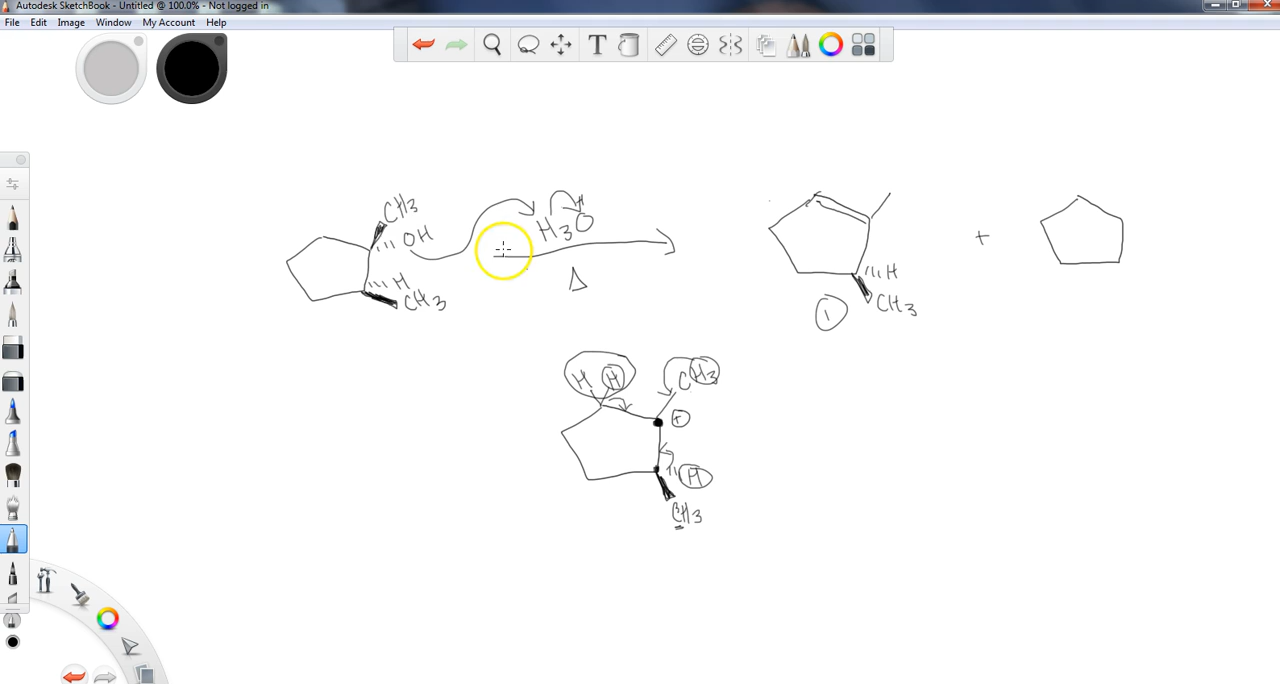 Autodesk SketchBook - Untitled @ 100.0% - Not logged in
File Edit Image Window My Account Help
T
CH3
OH
H
CH3
H3O
+
Δ
H
CH3
1
+
H H
CH3
+
H
CH3